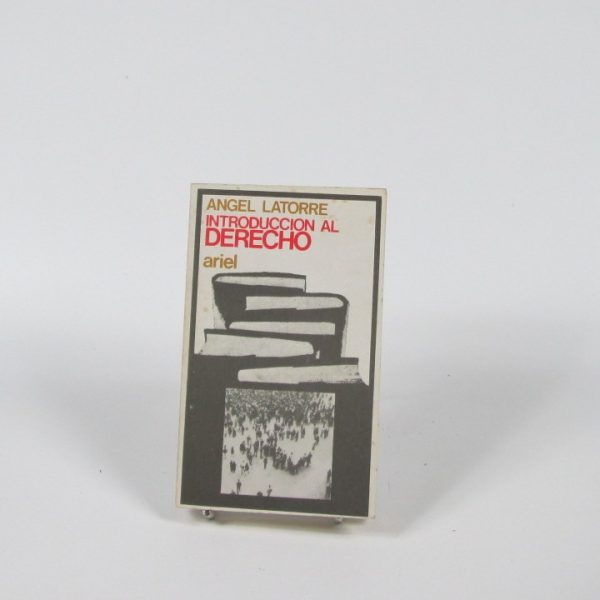 ANGEL LATORRE
INTRODUCCION AL
DERECHO
ariel